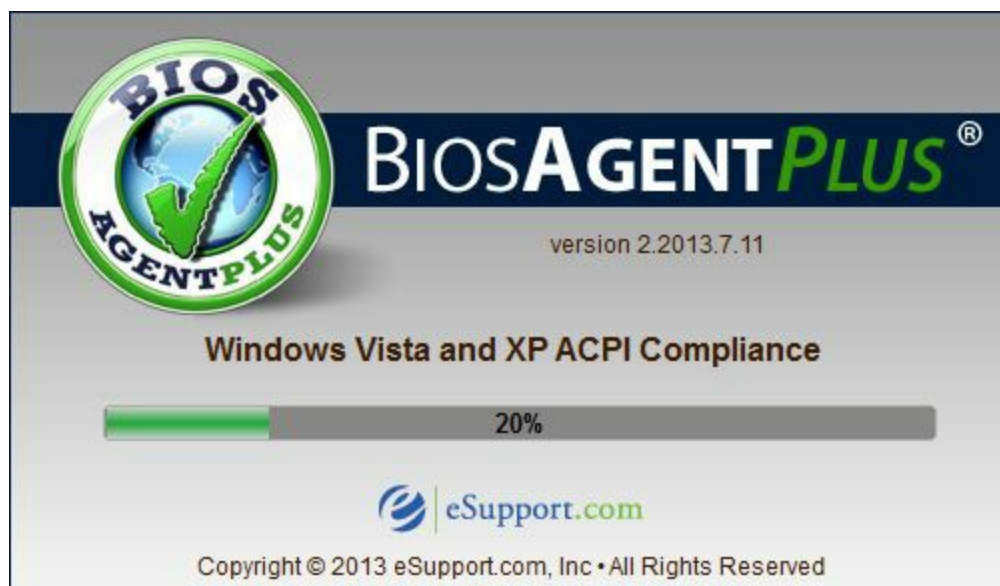 BIOS
AGENTPLUS
BIOSAGENTPLUS®
version 2.2013.7.11
Windows Vista and XP ACPI Compliance
20%
eSupport.com
Copyright © 2013 eSupport.com, Inc • All Rights Reserved